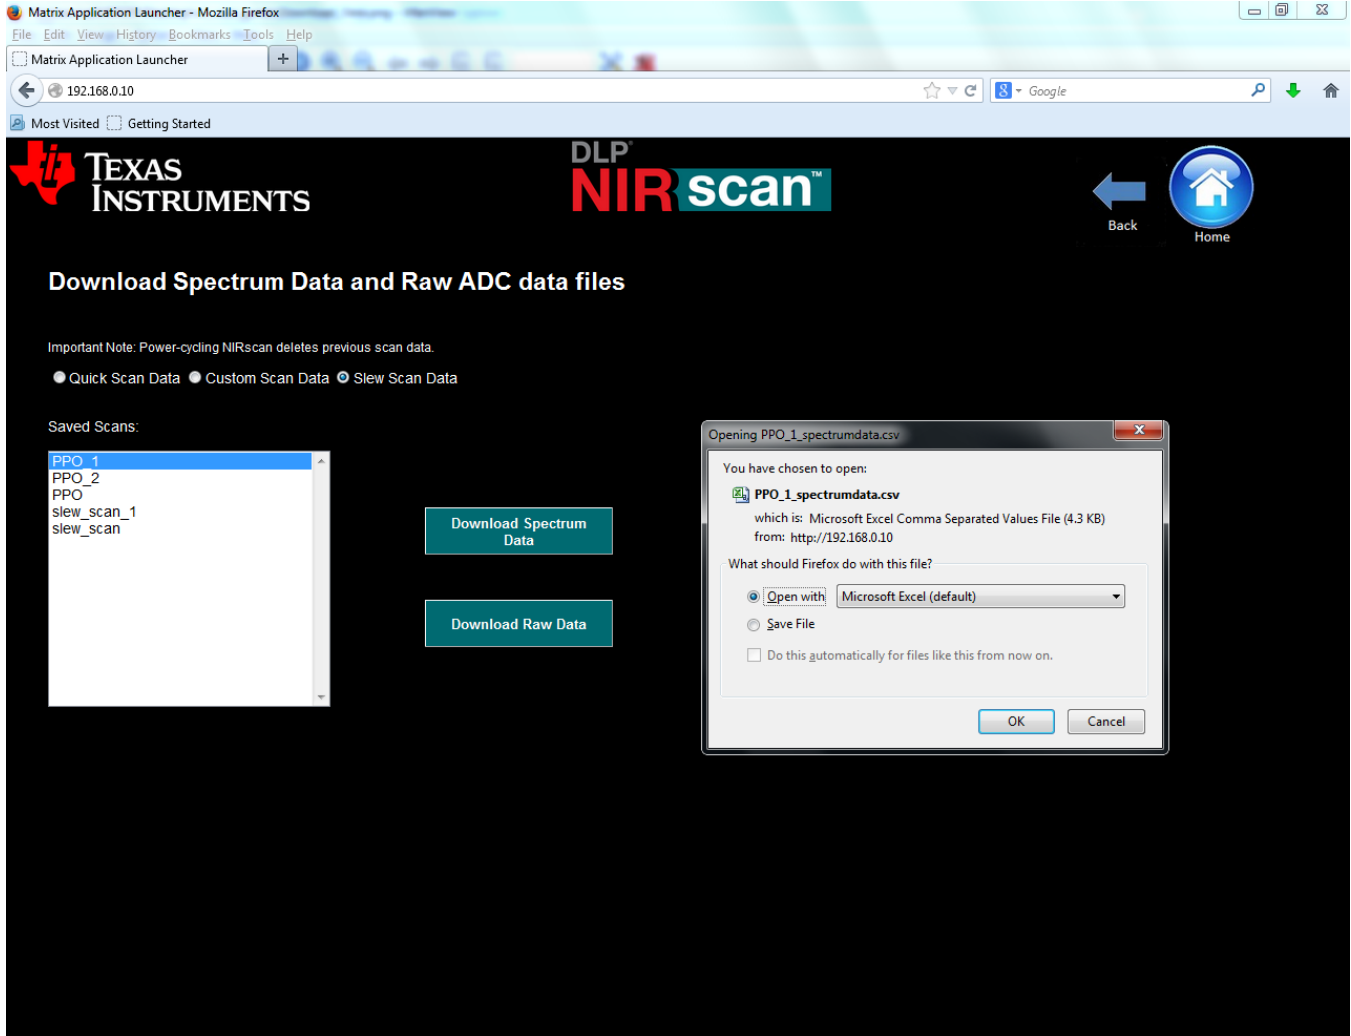 Matrix Application Launcher - Mozilla Firefox
File Edit View History Bookmarks Tools Help
Matrix Application Launcher +
192.168.0.10
8 Google
Most Visited Getting Started
TEXAS INSTRUMENTS
DLP®
NIRscan™
Back
Home
Download Spectrum Data and Raw ADC data files
Important Note: Power-cycling NIRscan deletes previous scan data.
Quick Scan Data Custom Scan Data Slew Scan Data
Saved Scans:
PPO_1
PPO_2
PPO
slew_scan_1
slew_scan
Download Spectrum
Data
Download Raw Data
Opening PPO_1_spectrumdata.csv
You have chosen to open:
PPO_1_spectrumdata.csv
which is: Microsoft Excel Comma Separated Values File (4.3 KB)
from: http://192.168.0.10
What should Firefox do with this file?
Open with Microsoft Excel (default)
Save File
Do this automatically for files like this from now on.
OK Cancel